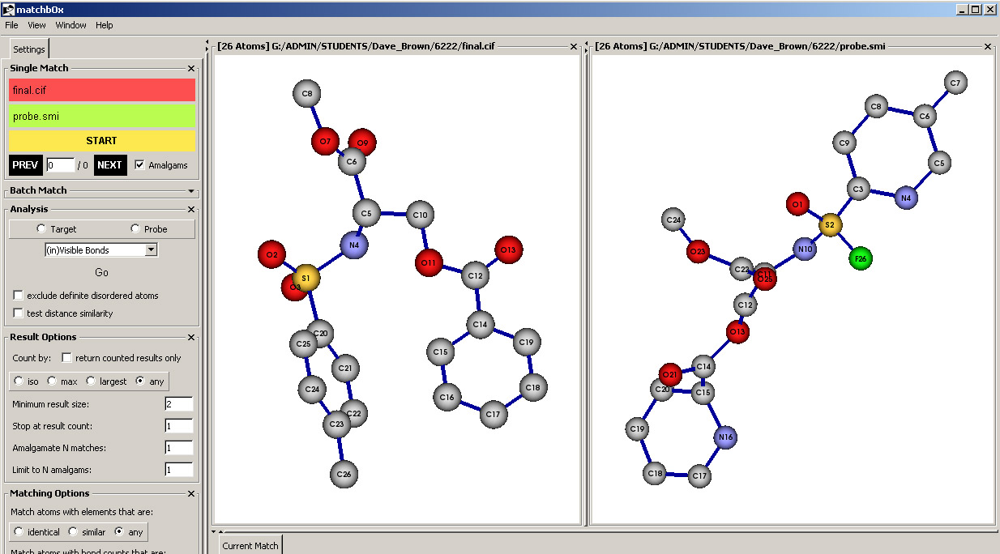 matchbOx
File View Window Help
Settings
Single Match
final.cif
probe.smi
START
PREV 0 / 0 NEXT Amalgams
Batch Match
Analysis
Target Probe
(in)Visible Bonds
Go
exclude definite disordered atoms
test distance similarity
Result Options
Count by: return counted results only
iso max largest any
Minimum result size: 2
Stop at result count: 1
Amalgamate N matches: 1
Limit to N amalgams: 1
Matching Options
Match atoms with elements that are:
identical similar any
Match atoms with bond counts that are:
[26 Atoms] G:/ADMIN/STUDENTS/Dave_Brown/6222/final.cif
C8
O7 O9
C6
C5 C10
N4
O2 O11 O13
S1 C12
O3
C14
C20
C25 C19
C15
C21
C24 C18
C16
C22 C17
C23
C26
[26 Atoms] G:/ADMIN/STUDENTS/Dave_Brown/6222/probe.smi
C7
C8 C6
C9
C5
C3 N4
O1
C24 S2
O23 N10 F26
C22 C11
O25
C12
O13
C14
O21
C20 C15
C19 N16
C18 C17
Current Match